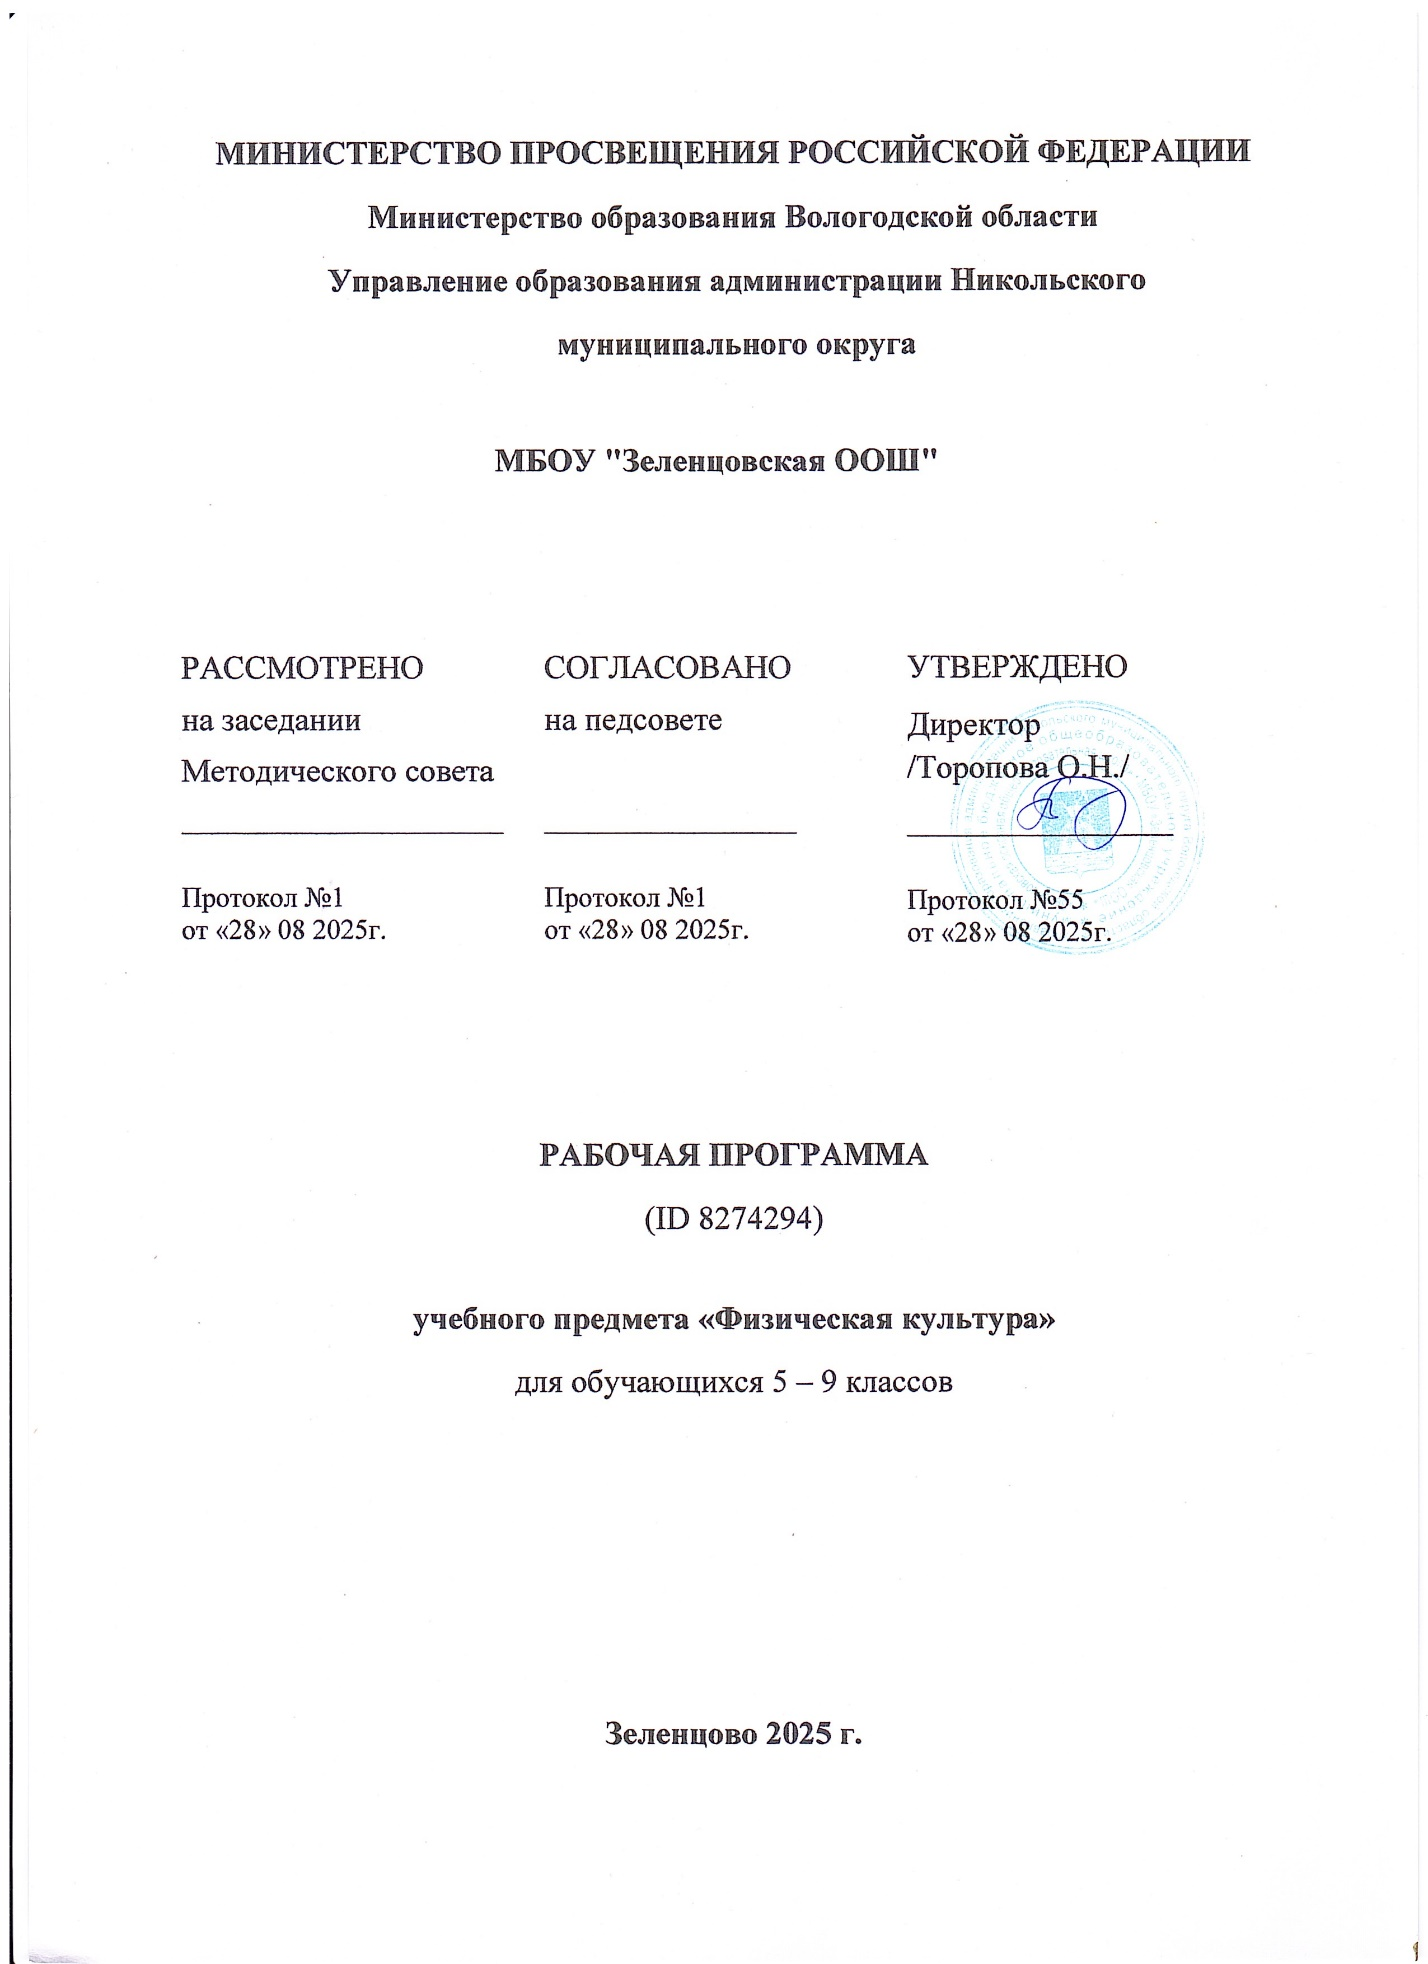 МИНИСТЕРСТВО ПРОСВЕЩЕНИЯ РОССИЙСКОЙ ФЕДЕРАЦИИ
Министерство образования Вологодской области
Управление образования администрации Никольского
муниципального округа
МБОУ "Зеленцовская ООШ"
РАССМОТРЕНО
на заседании
Методического совета
Протокол №1
от «28» 08 2025г.
СОГЛАСОВАНО
на педсовете
Протокол №1
от «28» 08 2025г.
УТВЕРЖДЕНО
Директор
/Торопова О.Н./
Протокол №55
от «28» 08 2025г.
РАБОЧАЯ ПРОГРАММА
(ID 8274294)
учебного предмета «Физическая культура»
для обучающихся 5 – 9 классов
Зеленцово 2025 г.